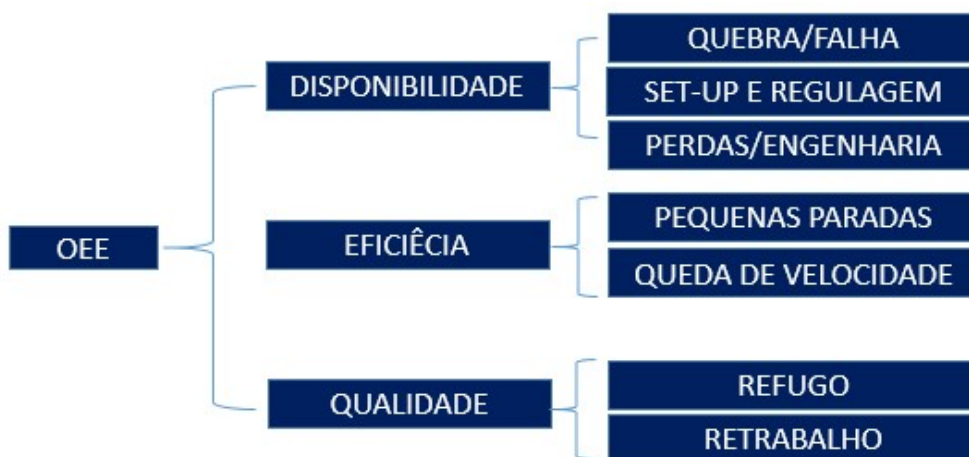 OEE
DISPONIBILIDADE
QUEBRA/FALHA
SET-UP E REGULAGEM
PERDAS/ENGENHARIA
EFICIÊCIA
PEQUENAS PARADAS
QUEDA DE VELOCIDADE
QUALIDADE
REFUGO
RETRABALHO